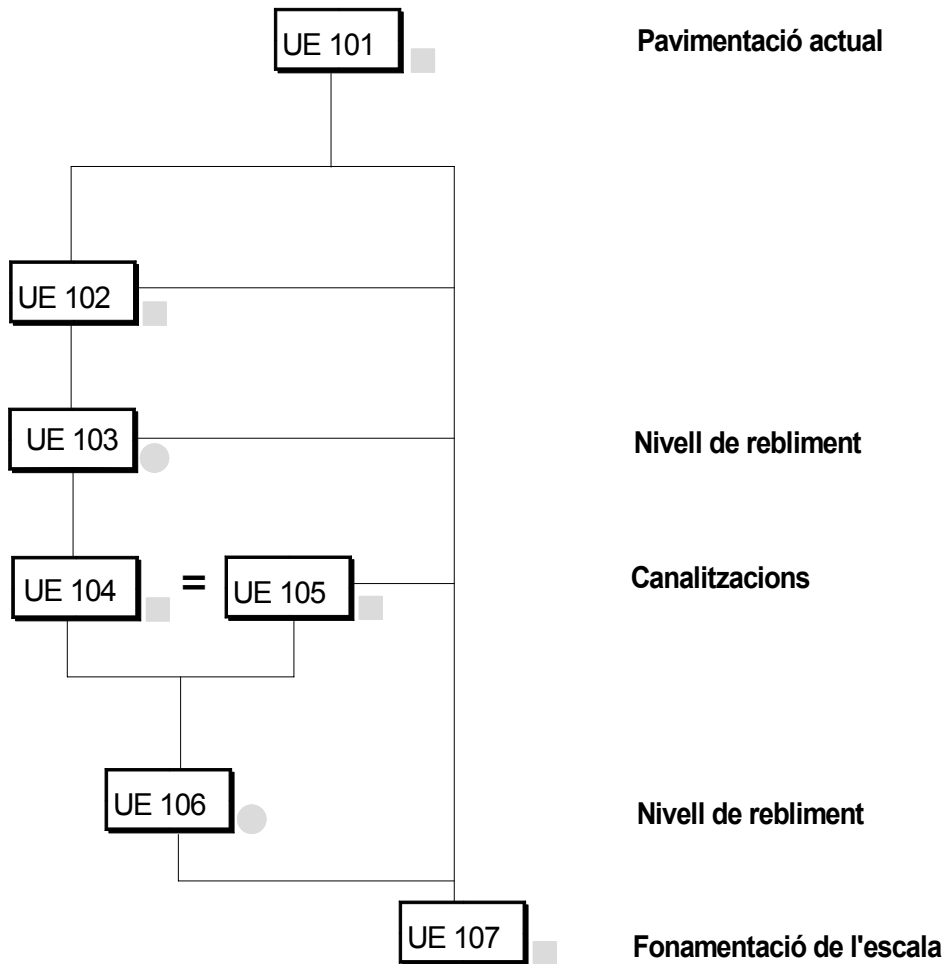 UE 101
Pavimentació actual
UE 102
UE 103
Nivell de rebliment
UE 104 = UE 105
Canalitzacions
UE 106
Nivell de rebliment
UE 107
Fonamentació de l'escala